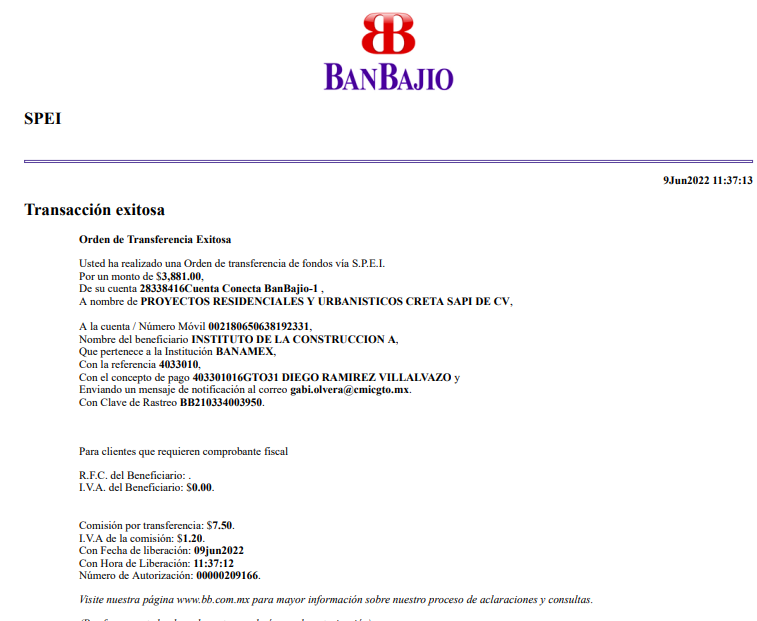 BANBAJIO
SPEI
9Jun2022 11:37:13
Transacción exitosa
Orden de Transferencia Exitosa
Usted ha realizado una Orden de transferencia de fondos vía S.P.E.I.
Por un monto de $3,881.00,
De su cuenta 28338416Cuenta Conecta BanBajio-1 ,
A nombre de PROYECTOS RESIDENCIALES Y URBANISTICOS CRETA SAPI DE CV,
A la cuenta / Número Móvil 002180650638192331,
Nombre del beneficiario INSTITUTO DE LA CONSTRUCCION A,
Que pertenece a la Institución BANAMEX,
Con la referencia 4033010,
Con el concepto de pago 403301016GTO31 DIEGO RAMIREZ VILLALVAZO y
Enviando un mensaje de notificación al correo gabi.olvera@cmicgto.mx.
Con Clave de Rastreo BB210334003950.
Para clientes que requieren comprobante fiscal
R.F.C. del Beneficiario: .
I.V.A. del Beneficiario: $0.00.
Comisión por transferencia: $7.50.
I.V.A de la comisión: $1.20.
Con Fecha de liberación: 09jun2022
Con Hora de Liberación: 11:37:12
Número de Autorización: 00000209166.
Visite nuestra página www.bb.com.mx para mayor información sobre nuestro proceso de aclaraciones y consultas.